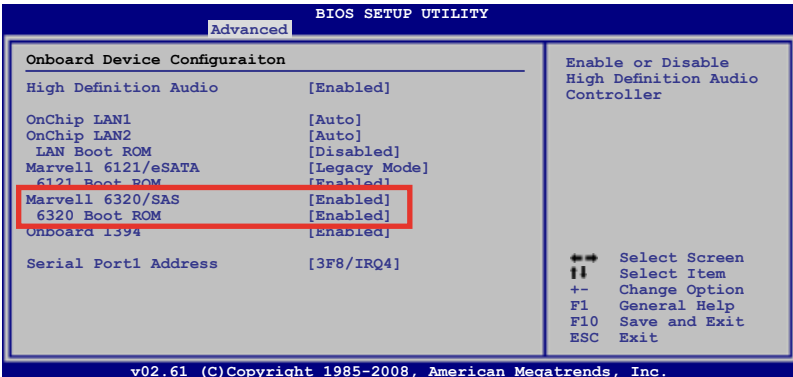 BIOS SETUP UTILITY
Advanced
Onboard Device Configuraiton
High Definition Audio [Enabled]
OnChip LAN1 [Auto]
OnChip LAN2 [Auto]
LAN Boot ROM [Disabled]
Marvell 6121/eSATA [Legacy Mode]
6121 Boot ROM [Enabled]
Marvell 6320/SAS [Enabled]
6320 Boot ROM [Enabled]
Onboard 1394 [Enabled]
Serial Port1 Address [3F8/IRQ4]
Enable or Disable
High Definition Audio
Controller
Select Screen
Select Item
+- Change Option
F1 General Help
F10 Save and Exit
ESC Exit
v02.61 (C)Copyright 1985-2008, American Megatrends, Inc.